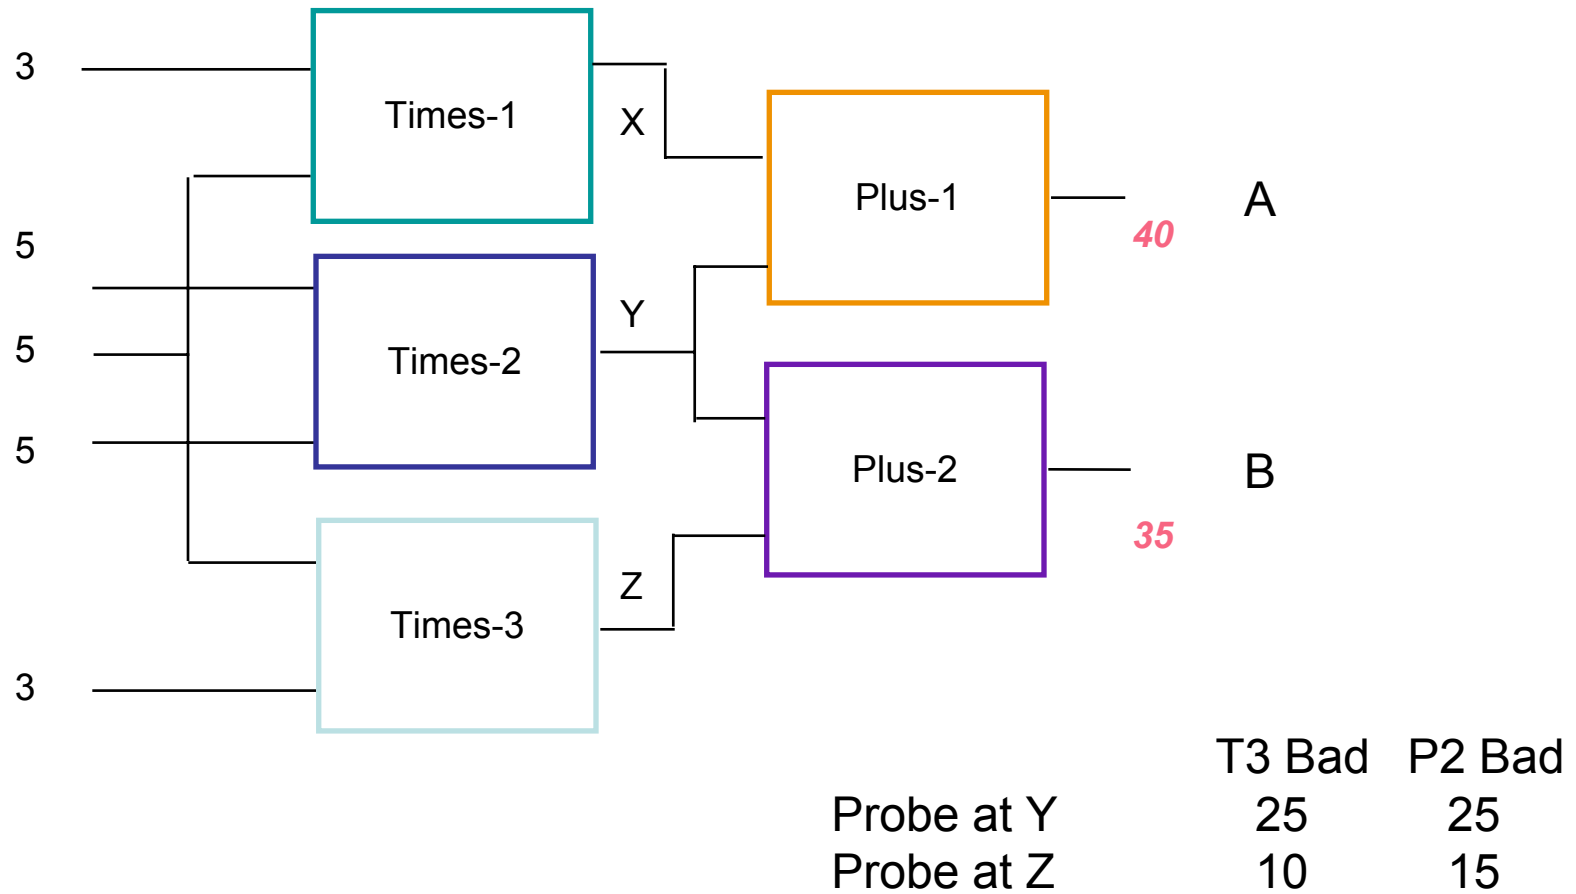 3
Times-1
X
Plus-1
A
40
5
Y
5
Times-2
5
Plus-2
B
35
Z
Times-3
3
T3 Bad P2 Bad
Probe at Y 25 25
Probe at Z 10 15